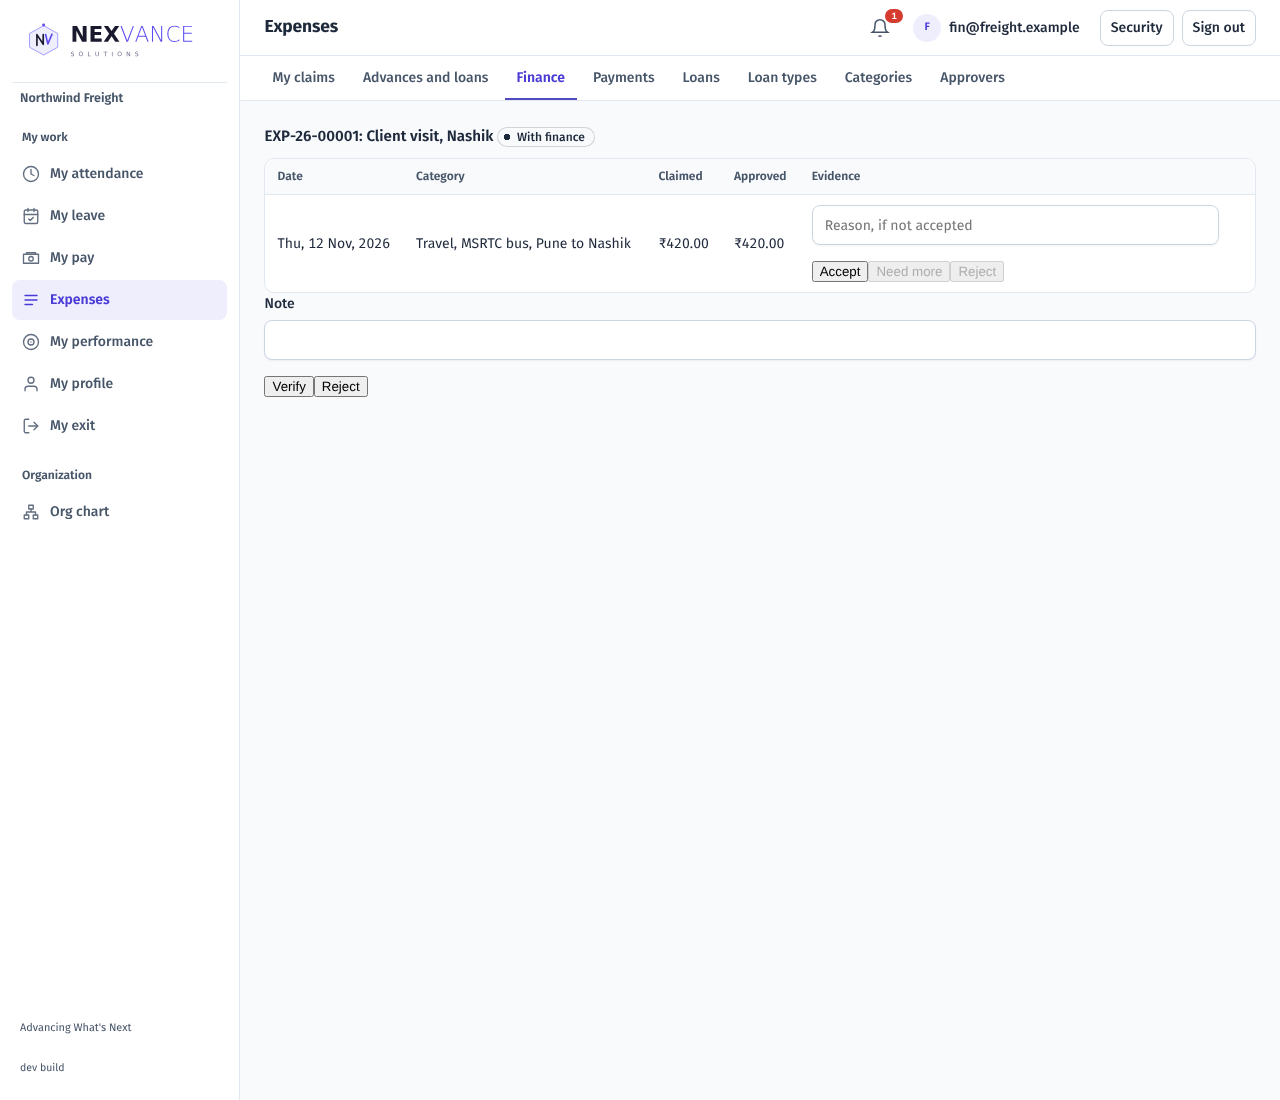 NV NEXVANCE
SOLUTIONS
Northwind Freight
My work
My attendance
My leave
My pay
Expenses
My performance
My profile
My exit
Organization
Org chart
Advancing What's Next
dev build
Expenses
1
F fin@freight.example
Security
Sign out
My claims Advances and loans Finance Payments Loans Loan types Categories Approvers
EXP-26-00001: Client visit, Nashik With finance
Date Category Claimed Approved Evidence
Thu, 12 Nov, 2026 Travel, MSRTC bus, Pune to Nashik ₹420.00 ₹420.00
Reason, if not accepted
Accept Need more Reject
Note
Verify Reject